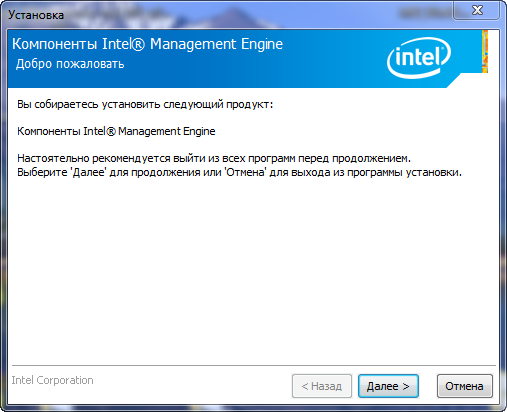 Установка
Компоненты Intel® Management Engine
Добро пожаловать
intel
Вы собираетесь установить следующий продукт:
Компоненты Intel® Management Engine
Настоятельно рекомендуется выйти из всех программ перед продолжением.
Выберите 'Далее' для продолжения или 'Отмена' для выхода из программы установки.
Intel Corporation
< Назад
Далее >
Отмена